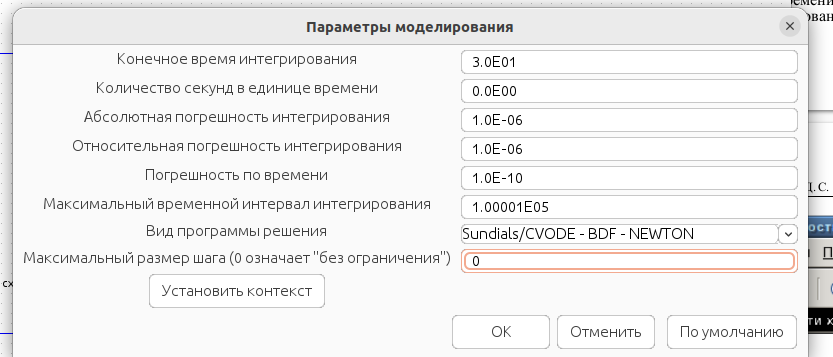 Параметры моделирования
Конечное время интегрирования 3.0E01
Количество секунд в единице времени 0.0E00
Абсолютная погрешность интегрирования 1.0E-06
Относительная погрешность интегрирования 1.0E-06
Погрешность по времени 1.0E-10
Максимальный временной интервал интегрирования 1.00001E05
Вид программы решения Sundials/CVODE - BDF - NEWTON
Максимальный размер шага (0 означает "без ограничения") 0
Установить контекст
ОК Отменить По умолчанию